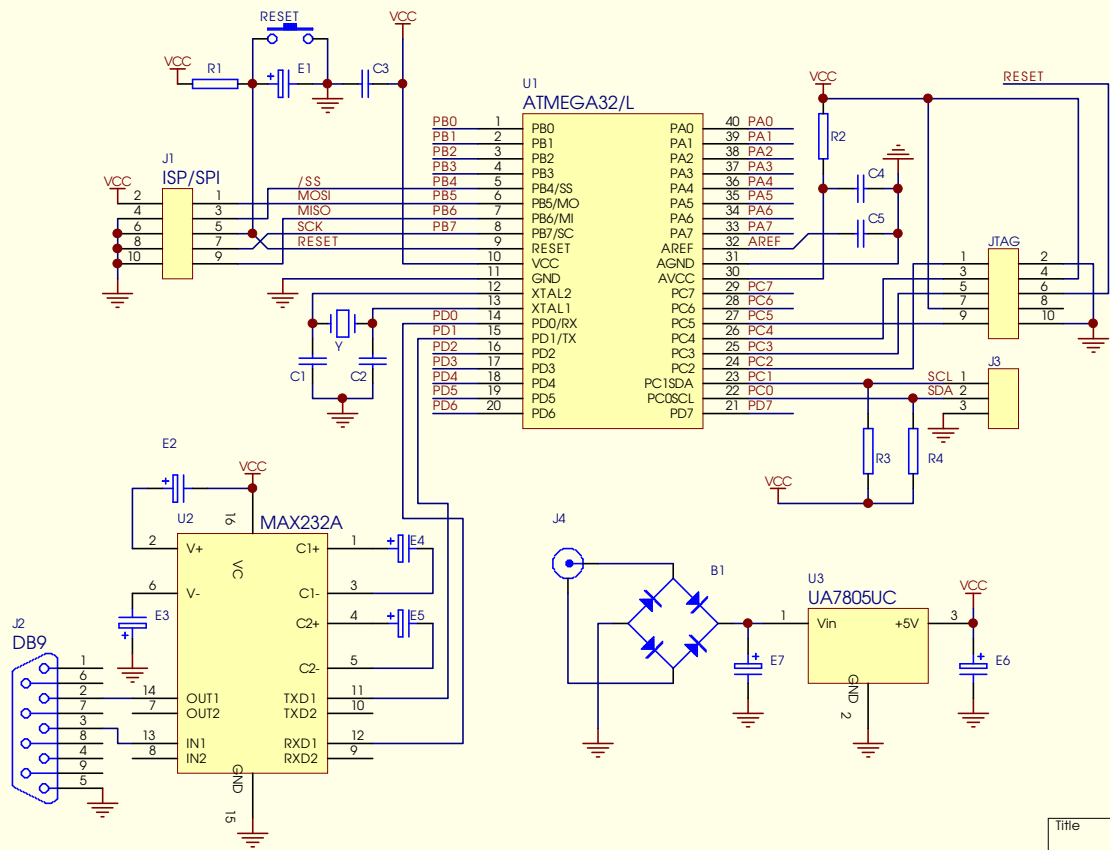 RESET
VCC
VCC
R1
+
E1
C3
J1
ISP/SPI
VCC
2 1
4 3
6 5
8 7
10 9
/SS
MOSI
MISO
SCK
RESET
U1
ATMEGA32/L
PB0 1 PB0
PB1 2 PB1
PB2 3 PB2
PB3 4 PB3
PB4 5 PB4/SS
PB5 6 PB5/MO
PB6 7 PB6/MI
PB7 8 PB7/SC
9 RESET
10 VCC
11 GND
12 XTAL2
13 XTAL1
PD0 14 PD0/RX
PD1 15 PD1/TX
PD2 16 PD2
PD3 17 PD3
PD4 18 PD4
PD5 19 PD5
PD6 20 PD6
PA0 40 PA0
PA1 39 PA1
PA2 38 PA2
PA3 37 PA3
PA4 36 PA4
PA5 35 PA5
PA6 34 PA6
PA7 33 PA7
AREF 32 AREF
AGND 31
AVCC 30
PC7 29 PC7
PC6 28 PC6
PC5 27 PC5
PC4 26 PC4
PC3 25 PC3
PC2 24 PC2
PC1SDA 23 PC1
PC0SCL 22 PC0
PD7 21 PD7
Y
C1
C2
VCC
R2
C4
C5
RESET
JTAG
1 2
3 4
5 6
7 8
9 10
J3
SCL 1
SDA 2
3
R3
R4
VCC
E2
+
VCC
U2
MAX232A
16
VC
2 V+
6 V-
E3
+
C1+ 1
+
E4
C1- 3
C2+ 4
+
E5
C2- 5
14 OUT1
7 OUT2
13 IN1
8 IN2
TXD1 11
TXD2 10
RXD1 12
RXD2 9
GND
15
J2
DB9
1
6
2
7
3
8
4
9
5
J4
B1
U3
UA7805UC
1 Vin
+5V 3
GND
2
VCC
+
E7
+
E6
Title